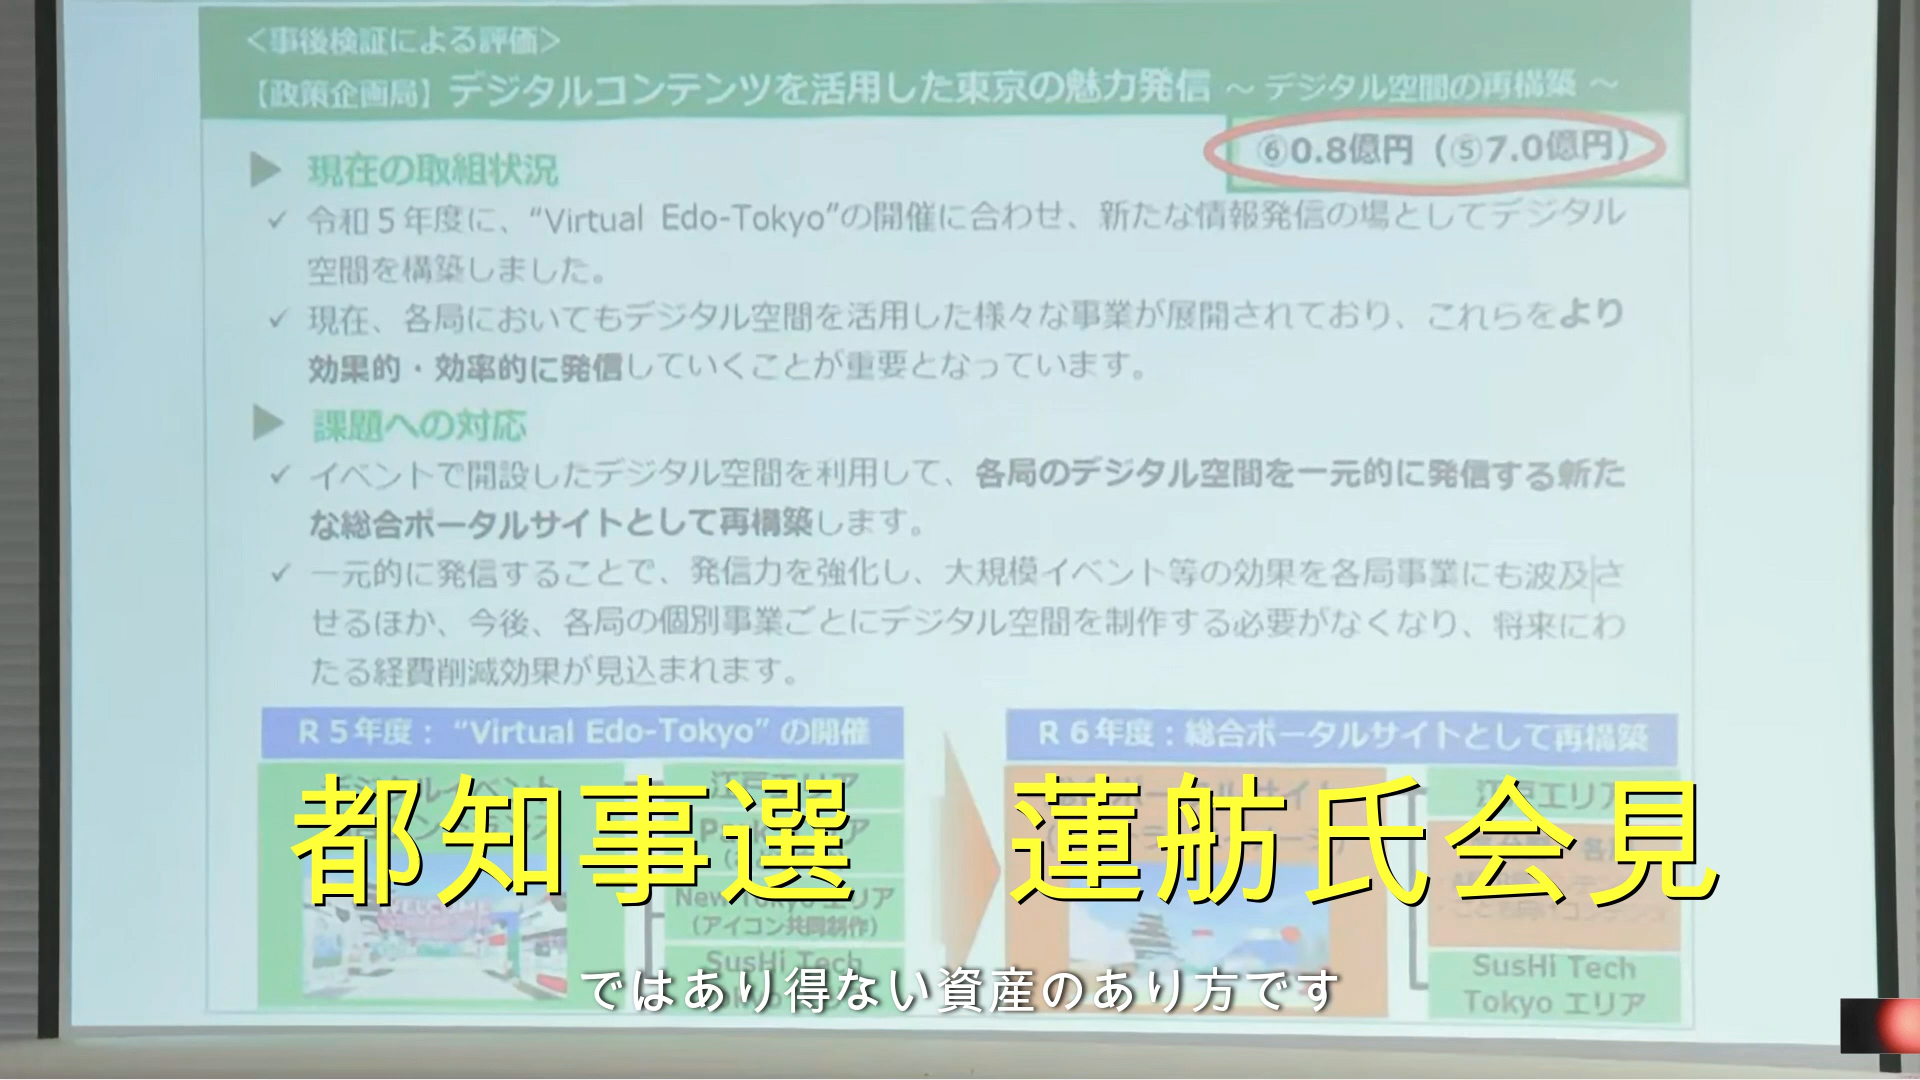 ＜事後検証による評価＞
【政策企画局】デジタルコンテンツを活用した東京の魅力発信 ～ デジタル空間の再構築 ～
⑥0.8億円（⑤7.0億円）
▶ 現在の取組状況
✓ 令和５年度に、“Virtual Edo-Tokyo”の開催に合わせ、新たな情報発信の場としてデジタル
空間を構築しました。
✓ 現在、各局においてもデジタル空間を活用した様々な事業が展開されており、これらをより
効果的・効率的に発信していくことが重要となっています。
▶ 課題への対応
✓ イベントで開設したデジタル空間を利用して、各局のデジタル空間を一元的に発信する新た
な総合ポータルサイトとして再構築します。
✓ 一元的に発信することで、発信力を強化し、大規模イベント等の効果を各局事業にも波及さ
せるほか、今後、各局の個別事業ごとにデジタル空間を制作する必要がなくなり、将来にわ
たる経費削減効果が見込まれます。
R５年度：“Virtual Edo-Tokyo” の開催
R６年度：総合ポータルサイトとして再構築
江戸エリア
New Tokyo エリア
（アイコン共同制作）
SusHi Tech
江戸エリア
SusHi Tech
Tokyo エリア
都知事選　蓮舫氏会見
ではあり得ない資産のあり方です